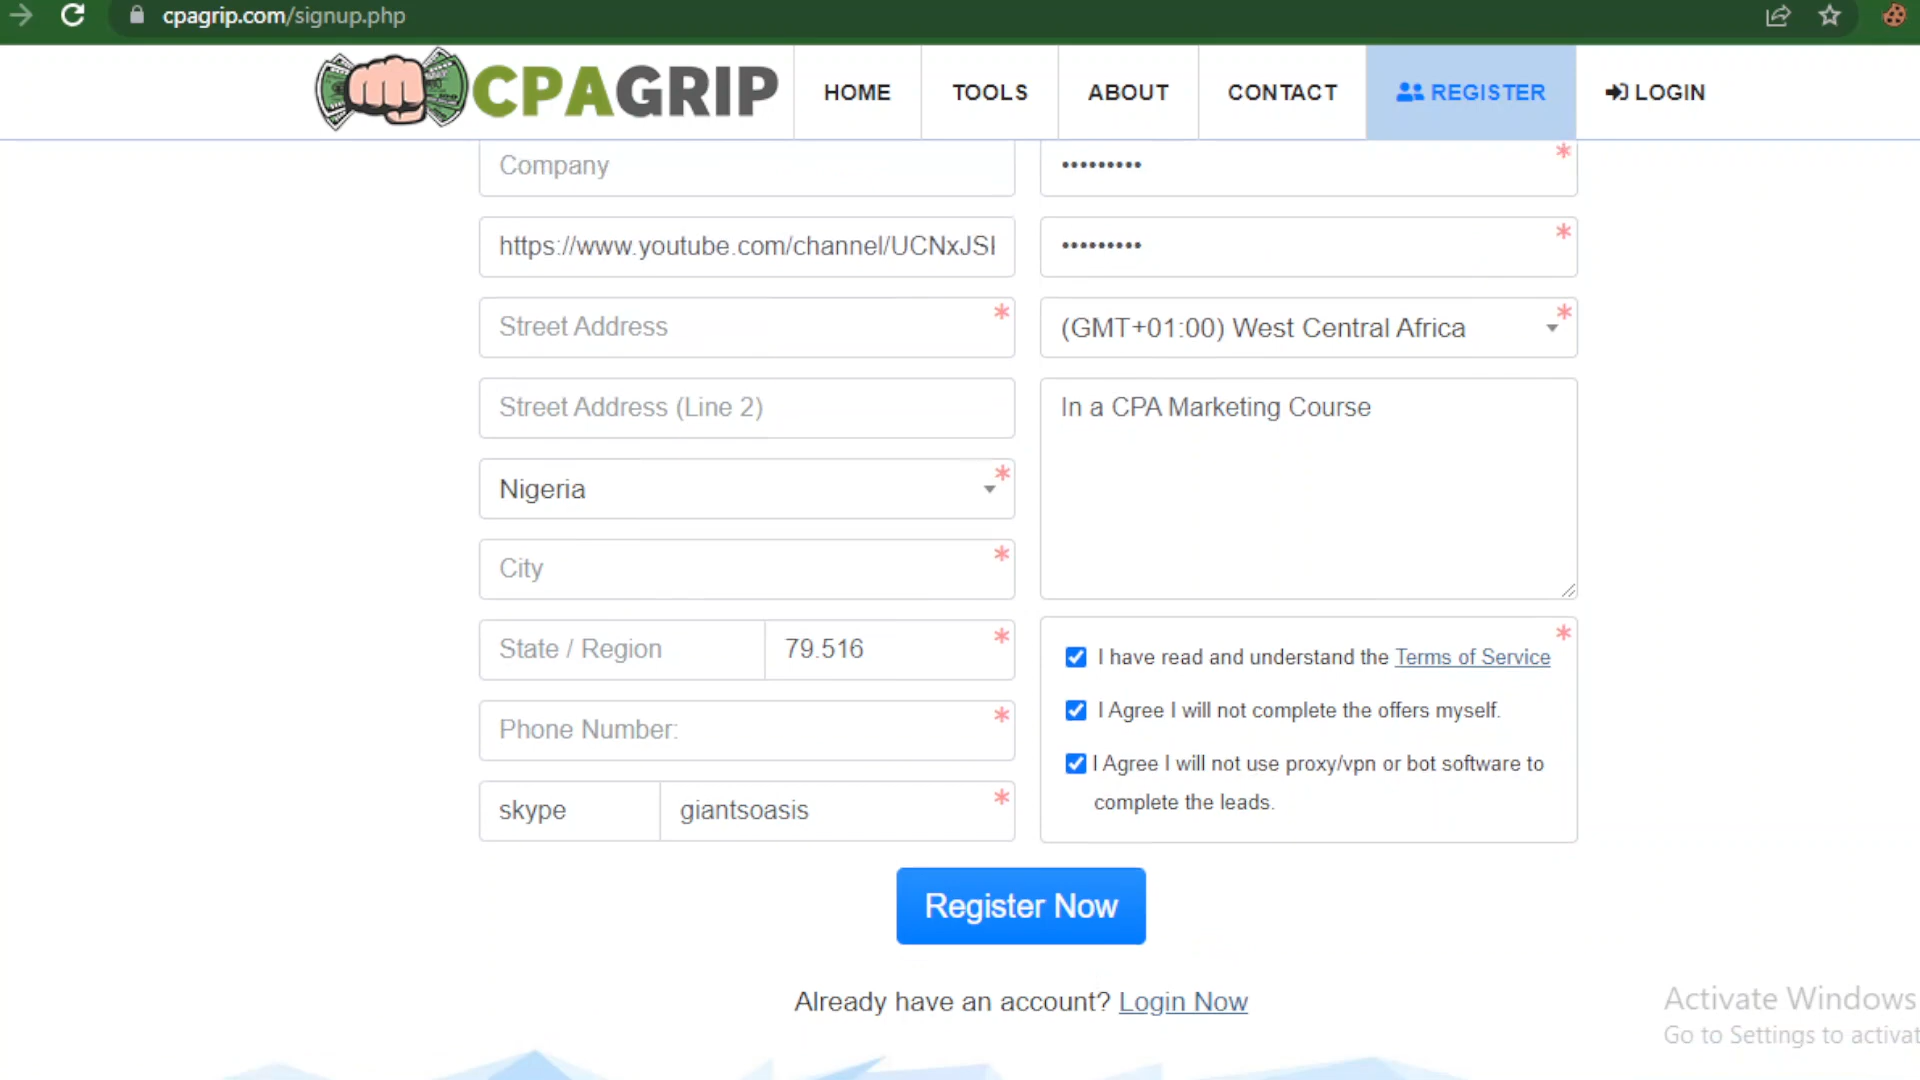 cpagrip.com/signup.php
CPAGRIP
HOME
TOOLS
ABOUT
CONTACT
REGISTER
LOGIN
Company
•••••••••
*
https://www.youtube.com/channel/UCNxJSI
•••••••••
*
Street Address
*
(GMT+01:00) West Central Africa
*
Street Address (Line 2)
In a CPA Marketing Course
Nigeria
*
City
*
State / Region
79.516
*
I have read and understand the Terms of Service
*
I Agree I will not complete the offers myself.
Phone Number:
*
I Agree I will not use proxy/vpn or bot software to
complete the leads.
skype
giantsoasis
*
Register Now
Already have an account? Login Now
Activate Windows
Go to Settings to activat